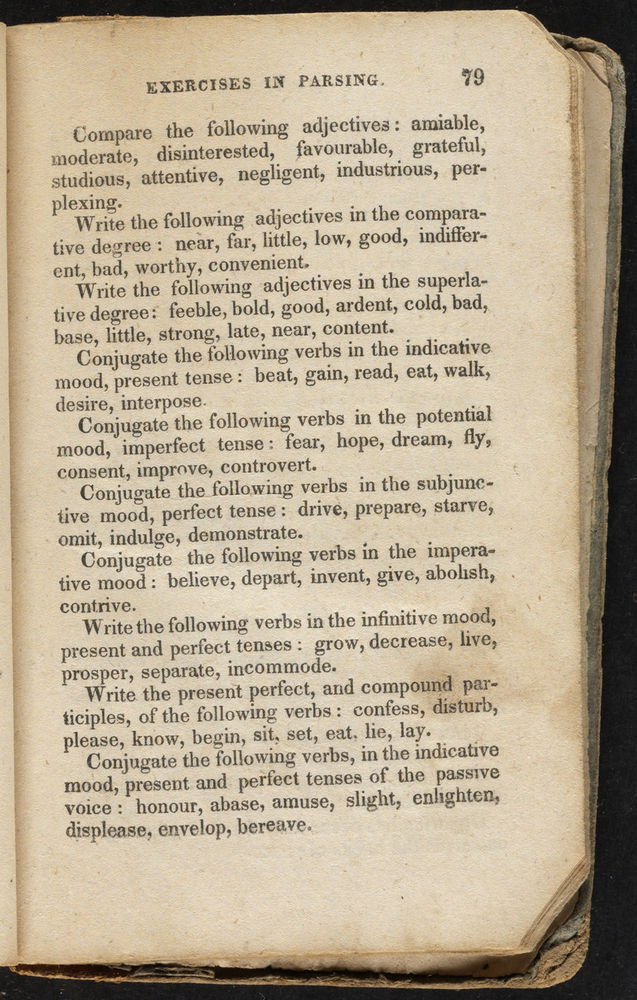 EXERCISES IN PARSING. 79
Compare the following adjectives: amiable,
moderate, disinterested, favourable, grateful,
studious, attentive, negligent, industrious, per-
plexing.
Write the following adjectives in the compara-
tive degree: near, far, little, low, good, indiffer-
ent, bad, worthy, convenient.
Write the following adjectives in the superla-
tive degree: feeble, bold, good, ardent, cold, bad,
base, little, strong, late, near, content.
Conjugate the following verbs in the indicative
mood, present tense: beat, gain, read, eat, walk,
desire, interpose.
Conjugate the following verbs in the potential
mood, imperfect tense: fear, hope, dream, fly,
consent, improve, controvert.
Conjugate the following verbs in the subjunc-
tive mood, perfect tense: drive, prepare, starve,
omit, indulge, demonstrate.
Conjugate the following verbs in the impera-
tive mood: believe, depart, invent, give, abolish,
contrive.
Write the following verbs in the infinitive mood,
present and perfect tenses: grow, decrease, live,
prosper, separate, incommode.
Write the present perfect, and compound par-
ticiples, of the following verbs: confess, disturb,
please, know, begin, sit, set, eat, lie, lay.
Conjugate the following verbs, in the indicative
mood, present and perfect tenses of the passive
voice: honour, abase, amuse, slight, enlighten,
displease, envelop, bereave.